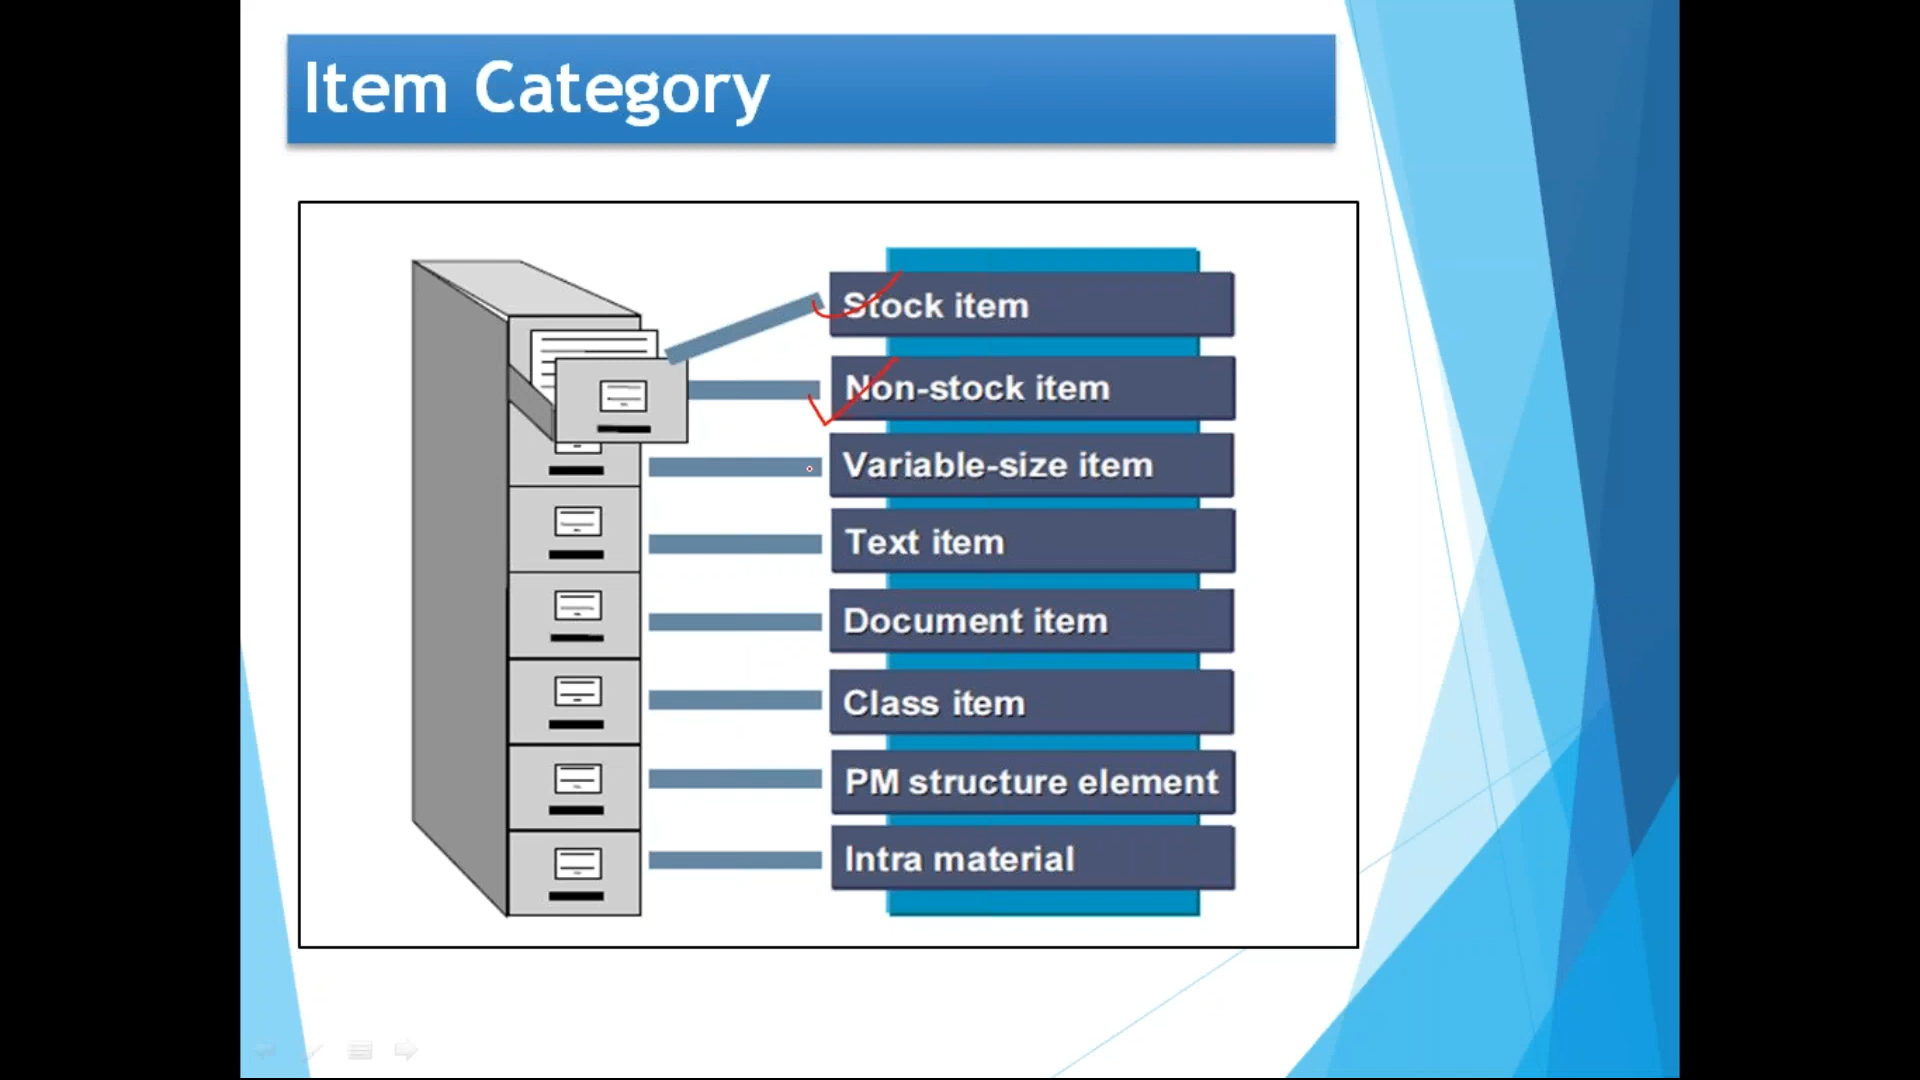 Item Category
Stock item
Non-stock item
Variable-size item
Text item
Document item
Class item
PM structure element
Intra material